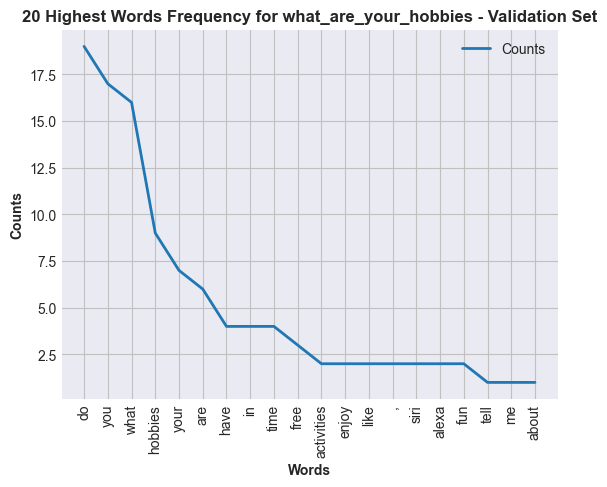 20 Highest Words Frequency for what_are_your_hobbies - Validation Set
Counts
17.5
15.0
12.5
10.0
7.5
5.0
2.5
Counts
do
you
what
hobbies
your
are
have
in
time
free
activities
enjoy
like
,
siri
alexa
fun
tell
me
about
Words